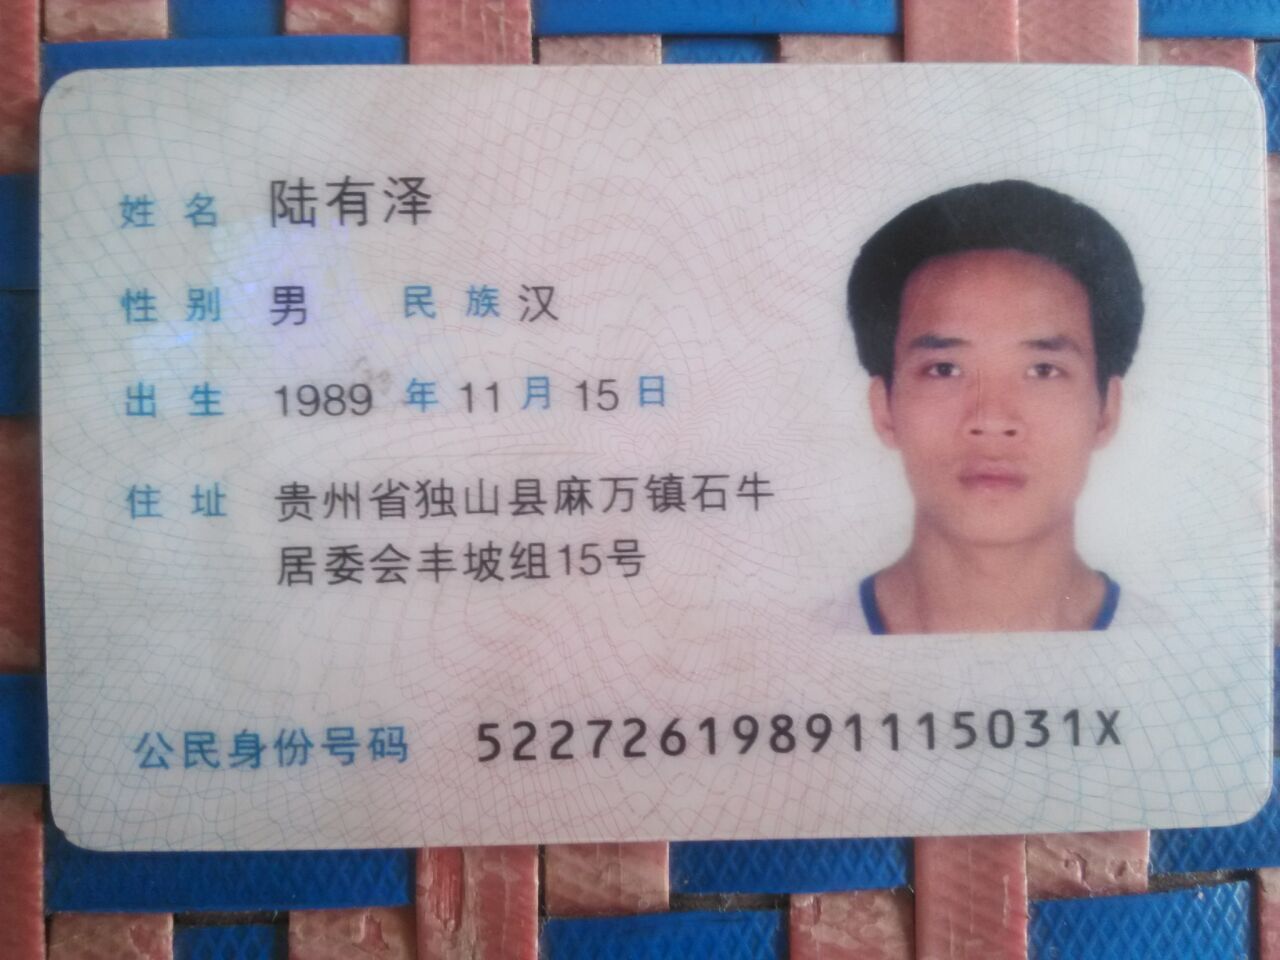 姓名 陆有泽
性别 男 民族 汉
出生 1989 年 11 月 15 日
住址 贵州省独山县麻万镇石牛
居委会丰坡组15号
公民身份号码 52272619891115031X